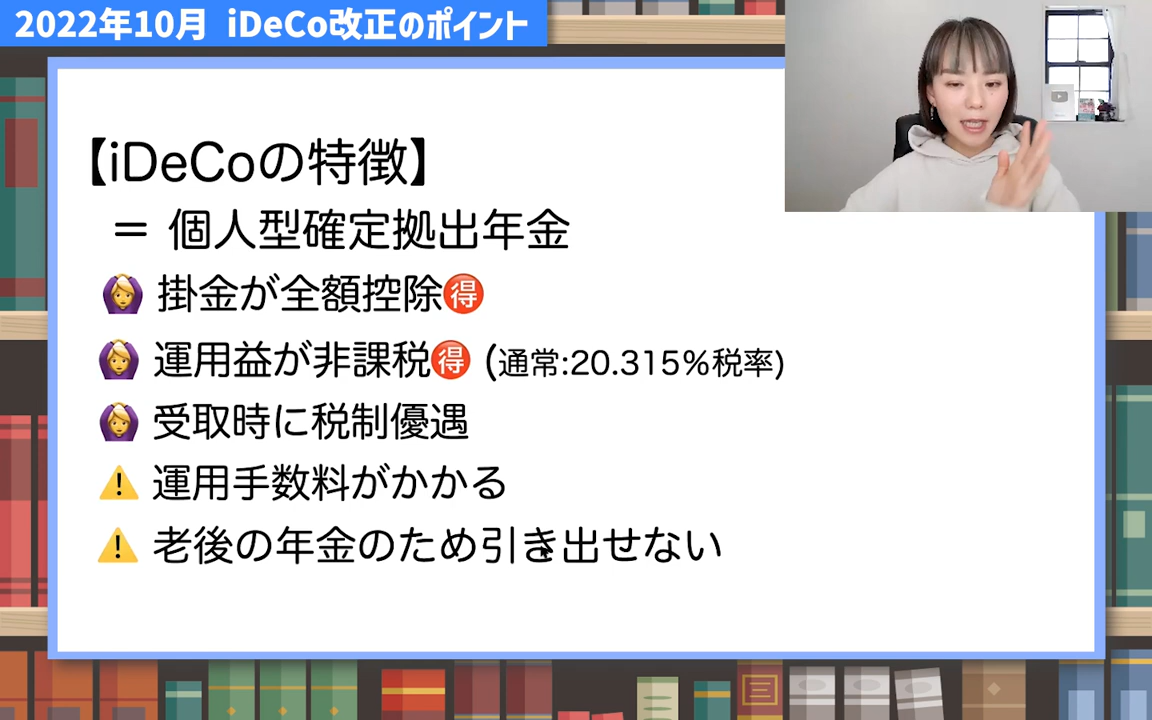 2022年10月 iDeCo改正のポイント
【iDeCoの特徴】
＝ 個人型確定拠出年金
🙆‍♀️ 掛金が全額控除🉐
🙆‍♀️ 運用益が非課税🉐 (通常:20.315％税率)
🙆‍♀️ 受取時に税制優遇
⚠️ 運用手数料がかかる
⚠️ 老後の年金のため引き出せない